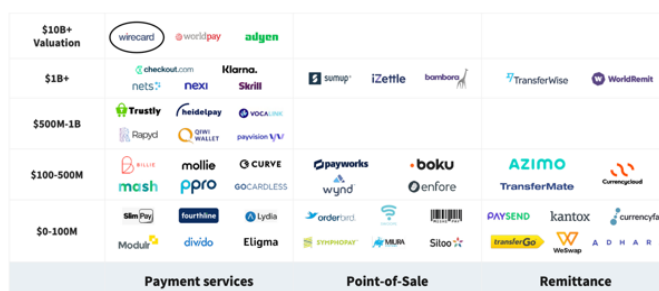 $10B+
Valuation
wirecard
worldpay
adyen
$1B+
checkout.com
Klarna.
nets
nexi
Skrill
sumup
iZettle
bambora
TransferWise
WorldRemit
$500M-1B
Trustly
heidelpay
VOCALINK
Rapyd
QIWI
WALLET
payvision
$100-500M
BILLIE
mollie
CURVE
mash
ppro
GOCARDLESS
payworks
boku
wynd
enfore
AZIMO
TransferMate
Currencycloud
$0-100M
Slim Pay
fourthline
Lydia
Modulr
divido
Eligma
orderbird
SYMPHOPAY
MIURA
Siloo
PAYSEND
kantox
currencyfa
transferGo
WeSwap
ADHAR
Payment services
Point-of-Sale
Remittance